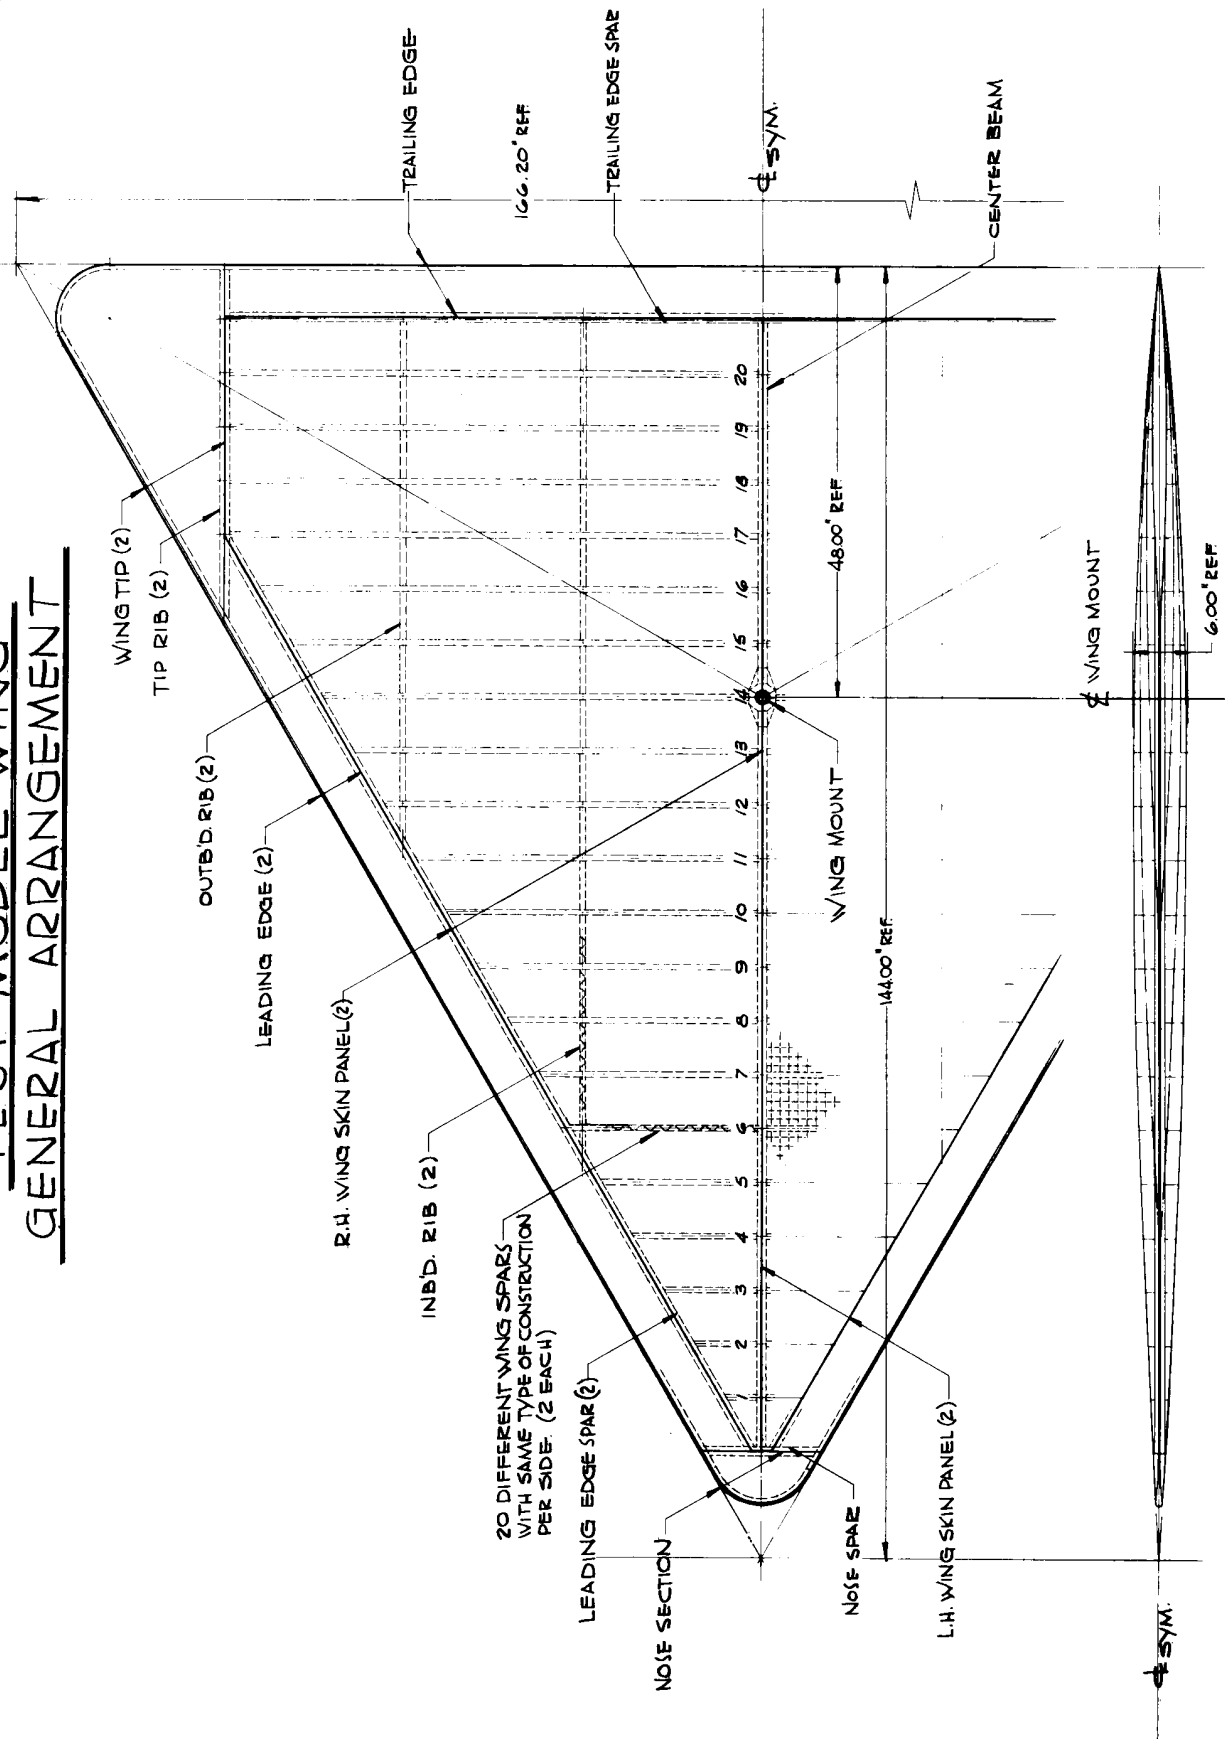 GENERAL ARRANGEMENT
WING TIP (2)
TIP RIB (2)
OUTB'D. RIB (2)
LEADING EDGE (2)
R.H. WING SKIN PANEL (2)
INB'D. RIB (2)
20 DIFFERENT WING SPARS
WITH SAME TYPE OF CONSTRUCTION
PER SIDE. (2 EACH)
LEADING EDGE SPAR (2)
NOSE SECTION
NOSE SPAR
L.H. WING SKIN PANEL (2)
TRAILING EDGE
166.20" REF.
TRAILING EDGE SPAR
℄ SYM.
CENTER BEAM
1 2 3 4 5 6 7 8 9 10 11 12 13 14 15 16 17 18 19 20
WING MOUNT
48.00" REF.
144.00" REF.
℄ WING MOUNT
6.00" REF.
℄ SYM.